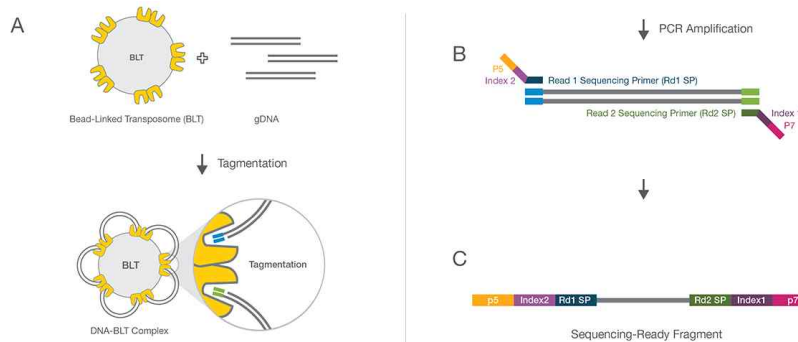 A
BLT
Bead-Linked Transposome (BLT)
gDNA
Tagmentation
BLT
Tagmentation
DNA-BLT Complex
PCR Amplification
B
P5
Index 2
Read 1 Sequencing Primer (Rd1 SP)
Read 2 Sequencing Primer (Rd2 SP)
Index 1
P7
C
p5
Index2
Rd1 SP
Rd2 SP
Index1
p7
Sequencing-Ready Fragment